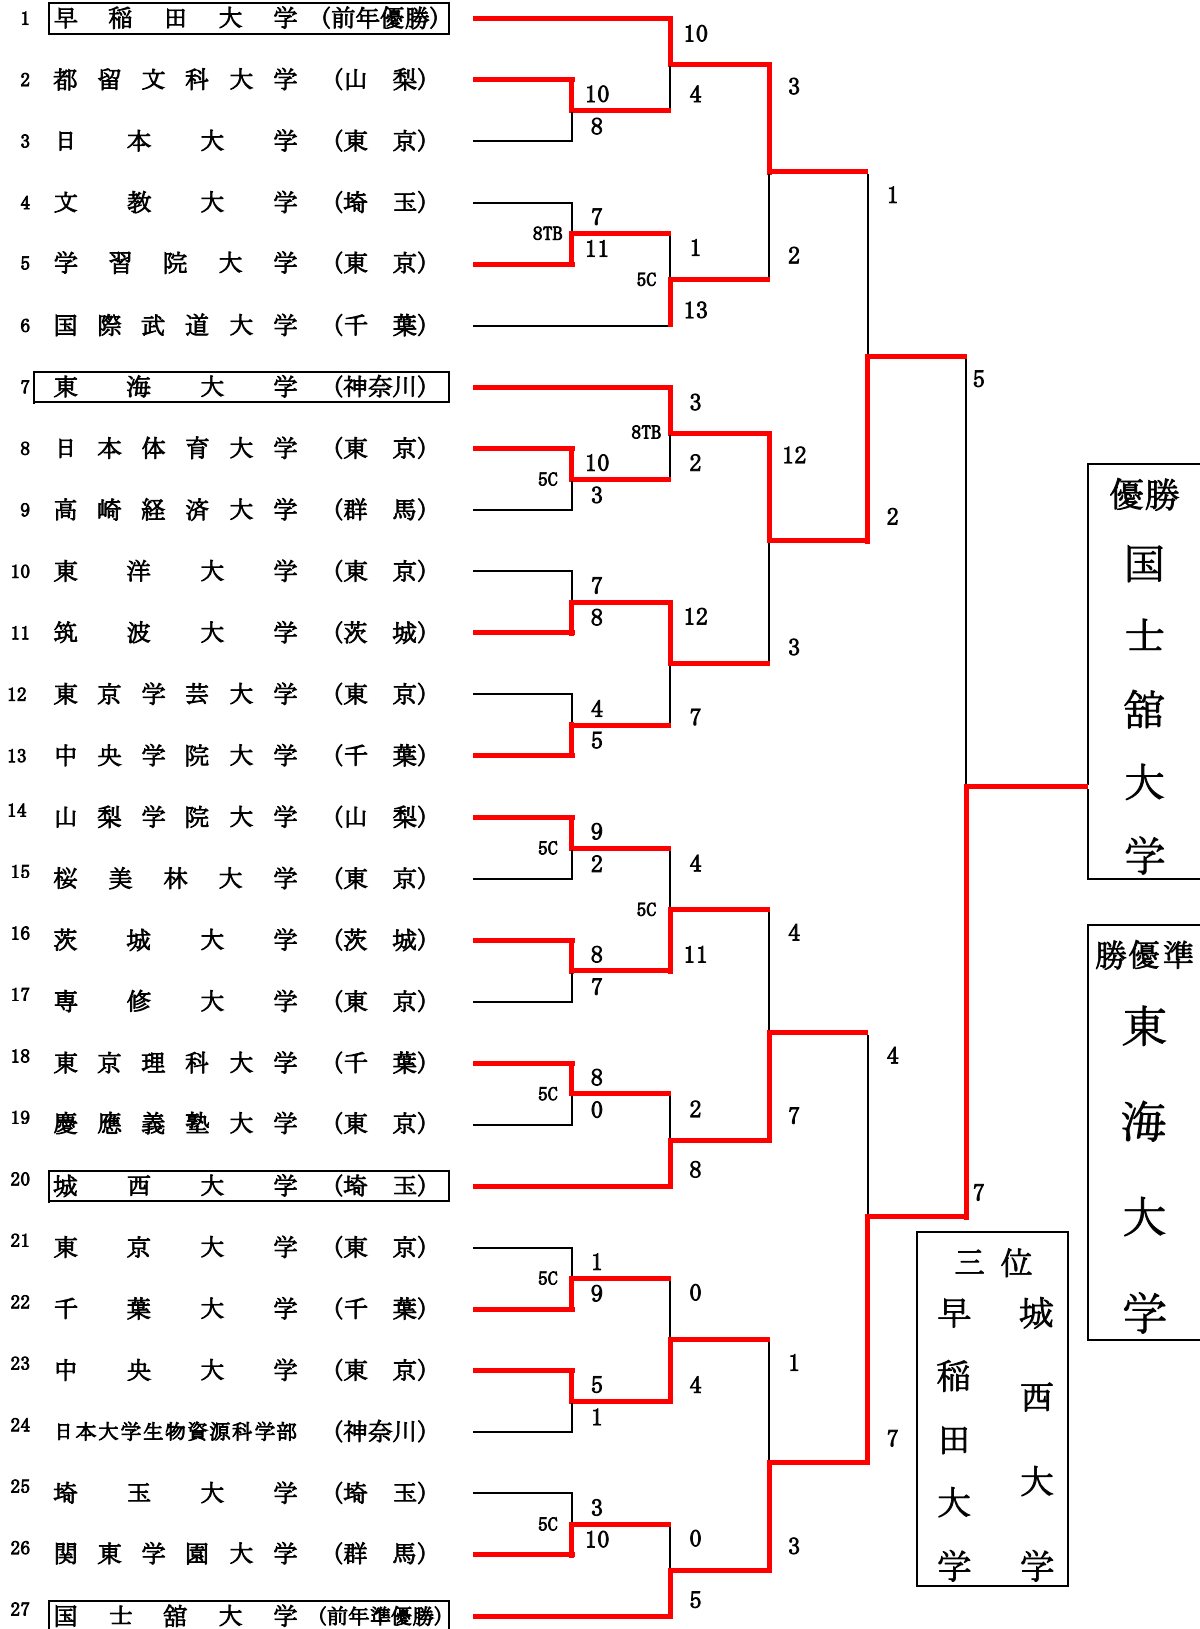 1 早稲田大学 (前年優勝)
2 都留文科大学 (山梨)
3 日本大学 (東京)
4 文教大学 (埼玉)
5 学習院大学 (東京)
6 国際武道大学 (千葉)
7 東海大学 (神奈川)
8 日本体育大学 (東京)
9 高崎経済大学 (群馬)
10 東洋大学 (東京)
11 筑波大学 (茨城)
12 東京学芸大学 (東京)
13 中央学院大学 (千葉)
14 山梨学院大学 (山梨)
15 桜美林大学 (東京)
16 茨城大学 (茨城)
17 専修大学 (東京)
18 東京理科大学 (千葉)
19 慶應義塾大学 (東京)
20 城西大学 (埼玉)
21 東京大学 (東京)
22 千葉大学 (千葉)
23 中央大学 (東京)
24 日本大学生物資源科学部 (神奈川)
25 埼玉大学 (埼玉)
26 関東学園大学 (群馬)
27 国士舘大学 (前年準優勝)
10
8
7
8TB
11
10
5C
3
7
8
4
5
9
5C
2
8
7
8
5C
0
1
5C
9
5
1
3
5C
10
10
4
1
5C
13
3
8TB
2
12
7
4
5C
11
2
8
0
4
0
5
3
2
12
3
4
7
1
3
1
2
4
7
5
7
優勝
国士舘大学
勝優準
東海大学
三位
城西大学
早稲田大学